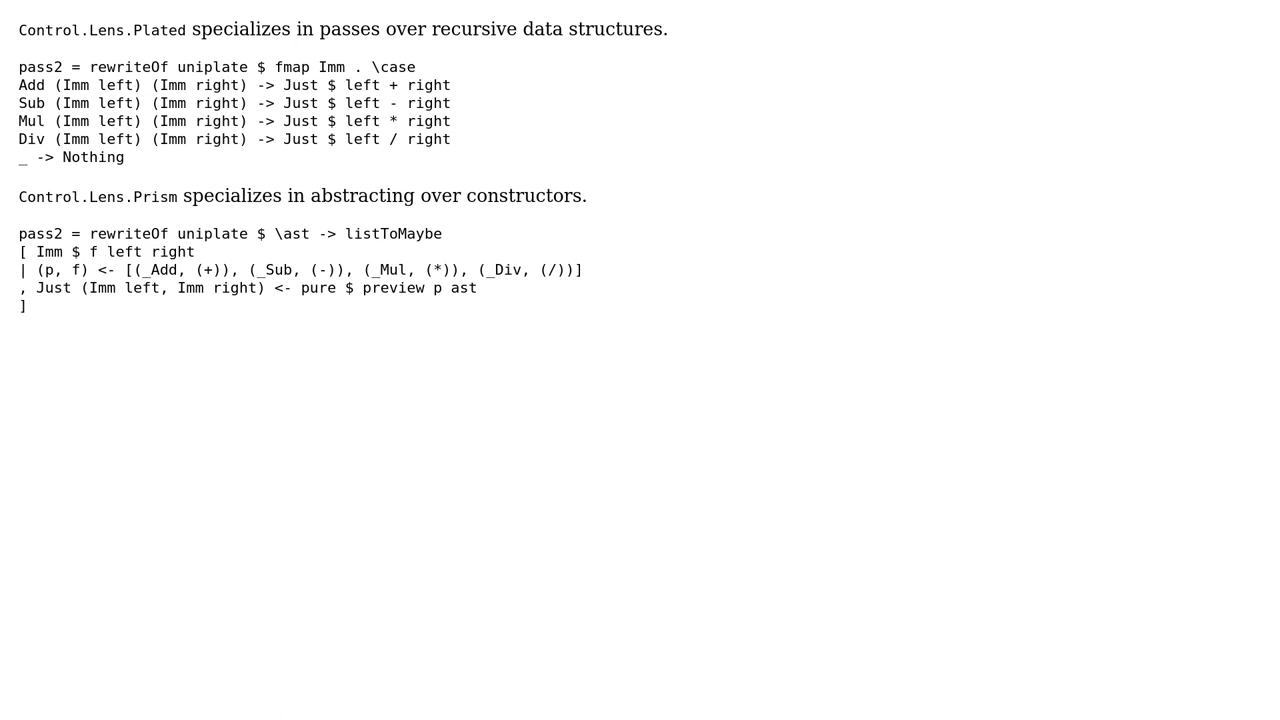 Control.Lens.Plated specializes in passes over recursive data structures.
pass2 = rewriteOf uniplate $ fmap Imm . \case
Add (Imm left) (Imm right) -> Just $ left + right
Sub (Imm left) (Imm right) -> Just $ left - right
Mul (Imm left) (Imm right) -> Just $ left * right
Div (Imm left) (Imm right) -> Just $ left / right
_ -> Nothing
Control.Lens.Prism specializes in abstracting over constructors.
pass2 = rewriteOf uniplate $ \ast -> listToMaybe
[ Imm $ f left right
| (p, f) <- [(_Add, (+)), (_Sub, (-)), (_Mul, (*)), (_Div, (/))]
, Just (Imm left, Imm right) <- pure $ preview p ast
]